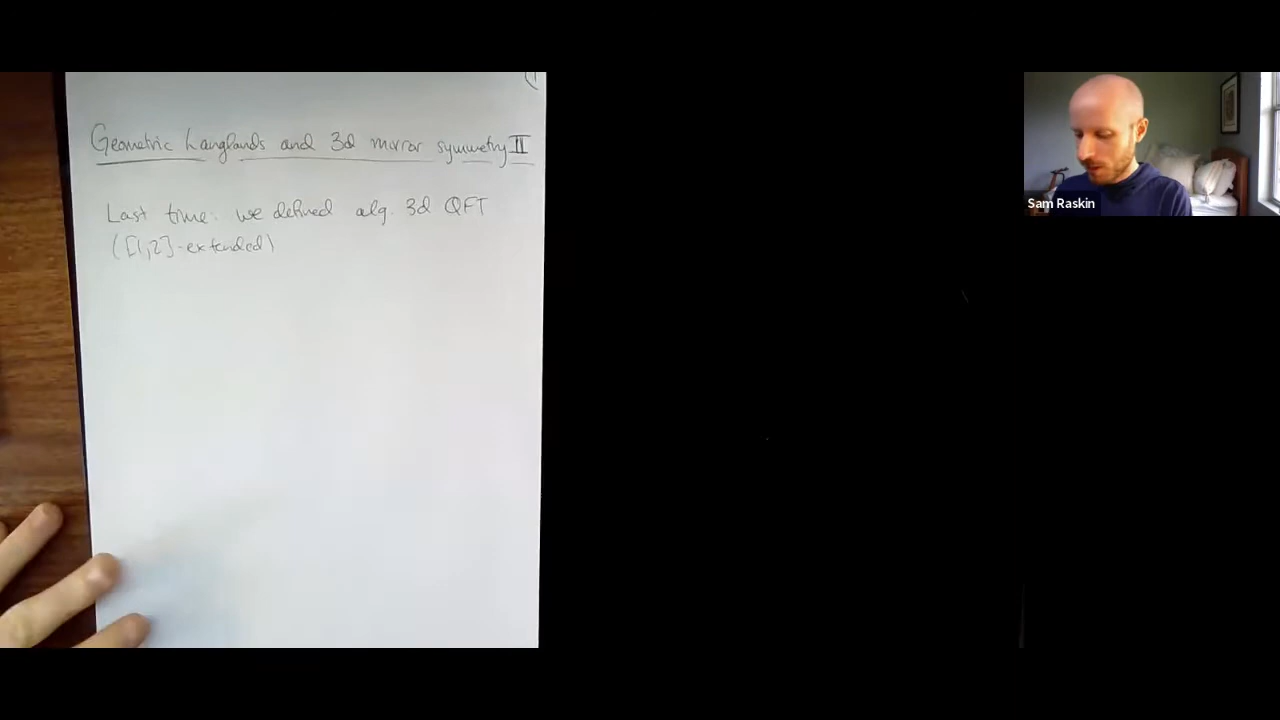 Geometric Langlands and 3d mirror symmetry II
Last time: we defined alg. 3d QFT
([1,2]-extended)
Sam Raskin